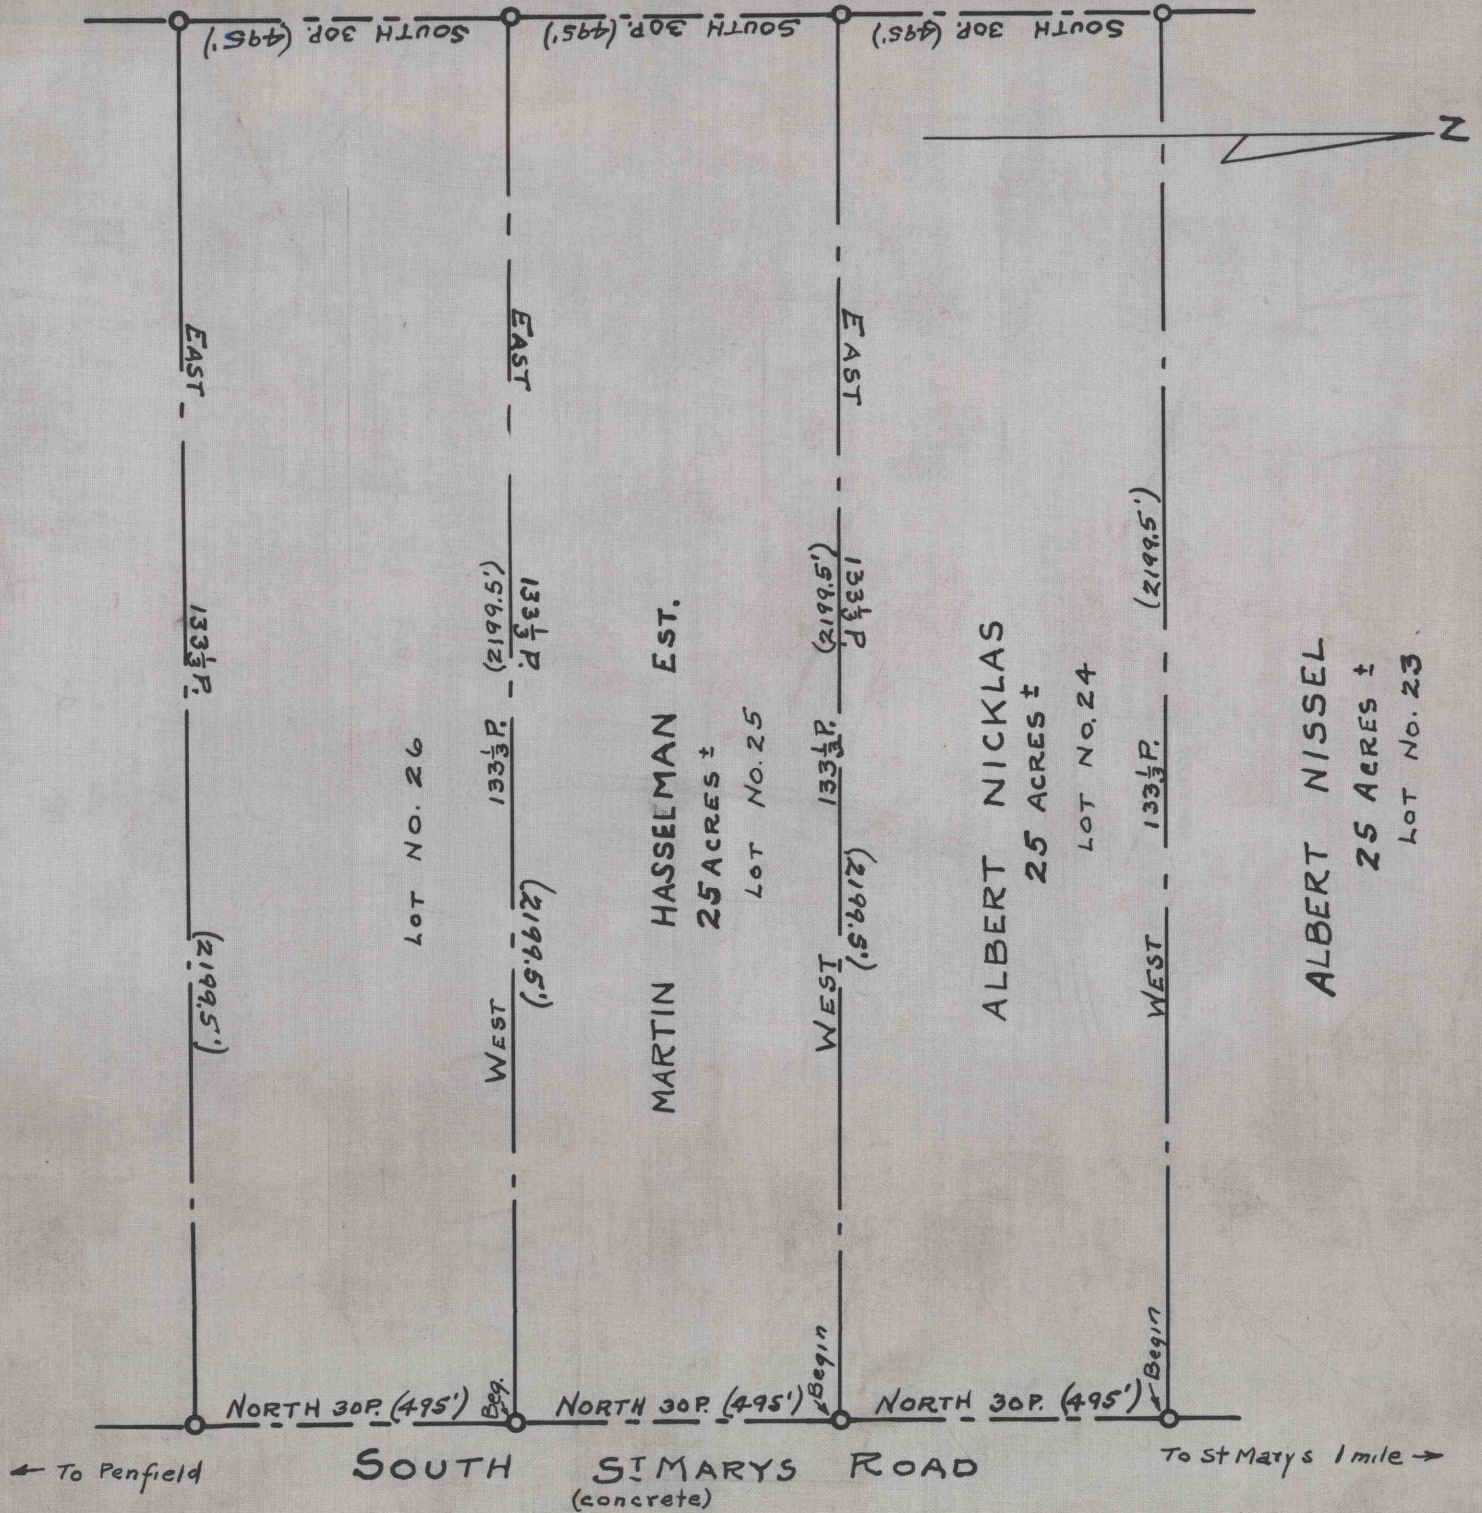 SOUTH 30P. (495')
SOUTH 30P. (495')
SOUTH 30P. (495')
N
EAST 133⅓P. (2199.5')
LOT NO. 26
EAST 133⅓P. (2199.5')
WEST 133⅓P. (2199.5')
MARTIN HASSELMAN EST.
25 ACRES ±
LOT NO. 25
EAST 133⅓P. (2199.5')
WEST 133⅓P. (2199.5')
ALBERT NICKLAS
25 ACRES ±
LOT NO. 24
WEST 133⅓P. (2199.5')
ALBERT NISSEL
25 ACRES ±
LOT NO. 23
NORTH 30P. (495') Beg.
NORTH 30P. (495') Begin
NORTH 30P. (495') Begin
← To Penfield
SOUTH ST MARYS ROAD
(concrete)
To St Marys 1 mile →